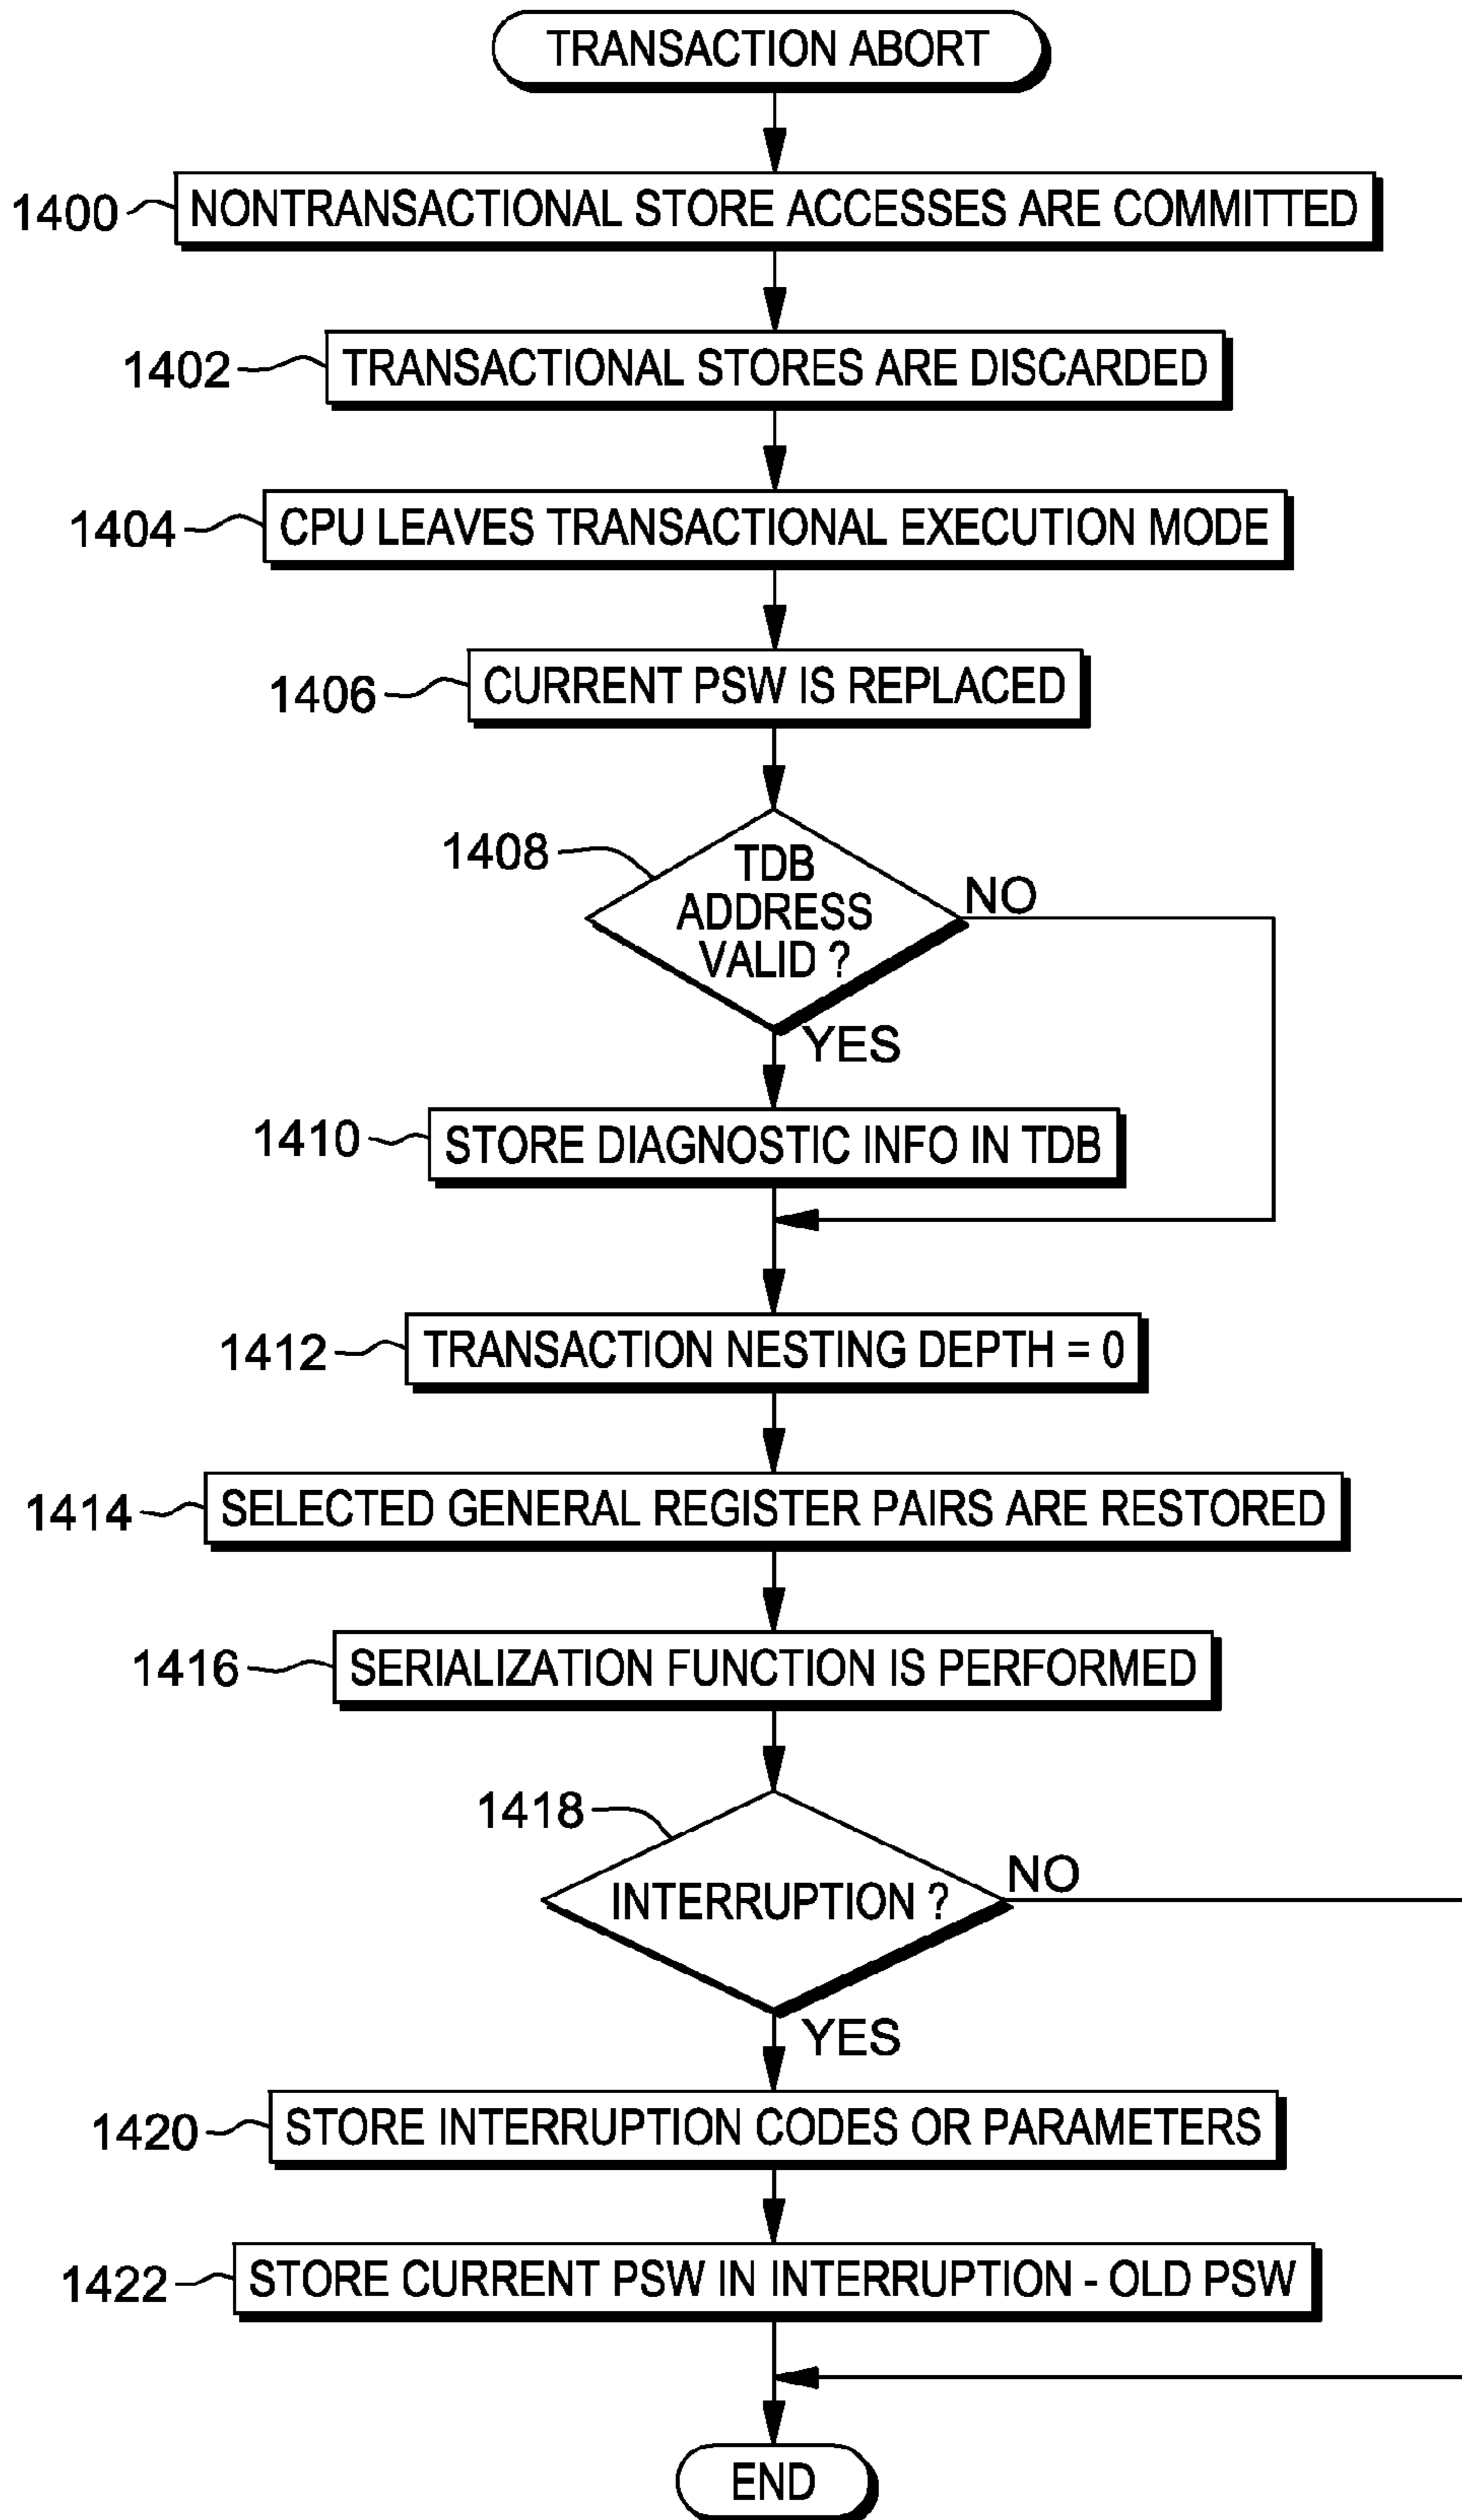 TRANSACTION ABORT
1400
NONTRANSACTIONAL STORE ACCESSES ARE COMMITTED
1402
TRANSACTIONAL STORES ARE DISCARDED
1404
CPU LEAVES TRANSACTIONAL EXECUTION MODE
1406
CURRENT PSW IS REPLACED
1408
TDB
ADDRESS
VALID ?
NO
YES
1410
STORE DIAGNOSTIC INFO IN TDB
1412
TRANSACTION NESTING DEPTH = 0
1414
SELECTED GENERAL REGISTER PAIRS ARE RESTORED
1416
SERIALIZATION FUNCTION IS PERFORMED
1418
INTERRUPTION ?
NO
YES
1420
STORE INTERRUPTION CODES OR PARAMETERS
1422
STORE CURRENT PSW IN INTERRUPTION - OLD PSW
END